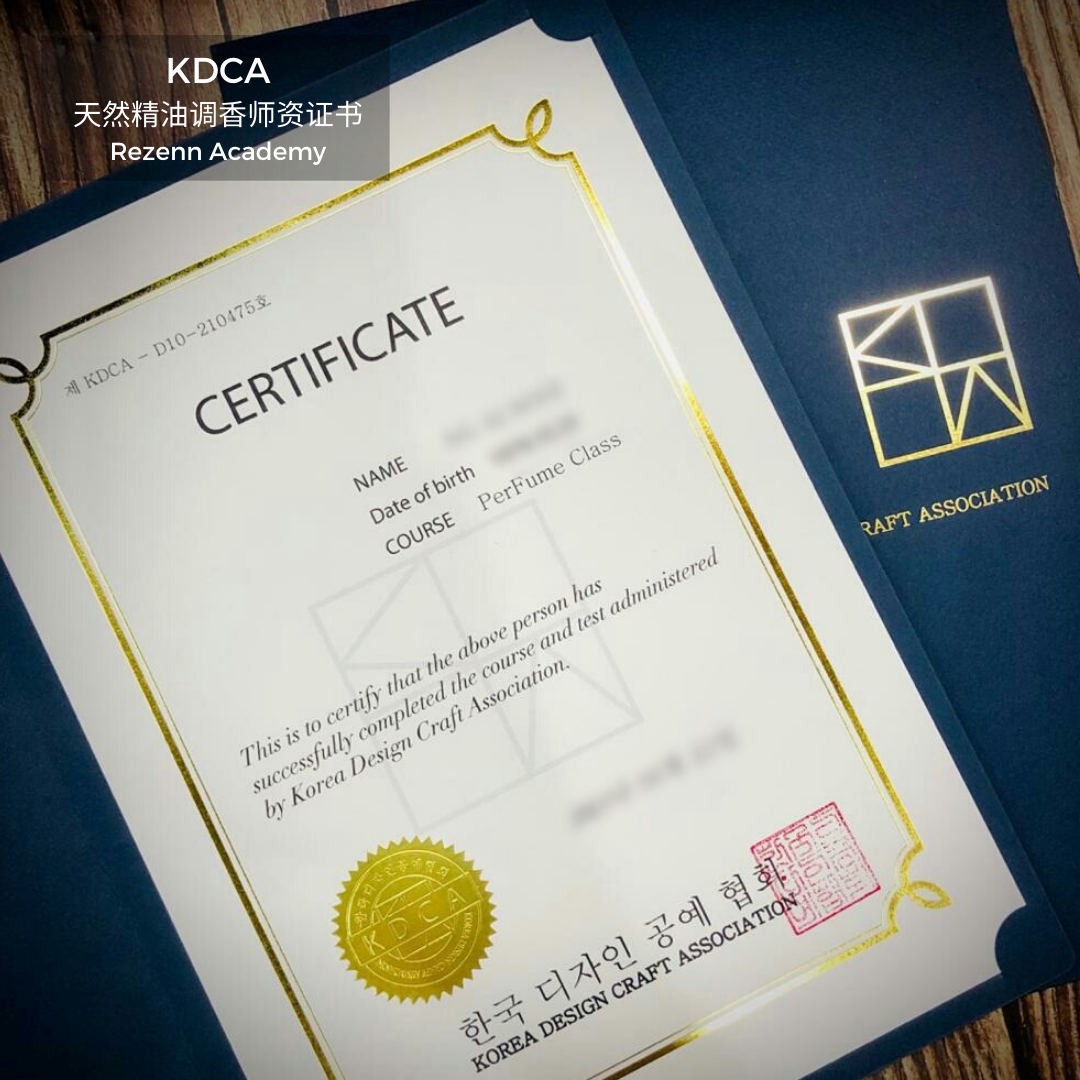 KDCA
天然精油调香师资证书
Rezenn Academy
제 KDCA - D10-210475호
CERTIFICATE
NAME
Date of birth
COURSE PerFume Class
This is to certify that the above person has
successfully completed the course and test administered
by Korea Design Craft Association.
RAFT ASSOCIATION
KDCA
한국 디자인 공예 협회
KOREA DESIGN CRAFT ASSOCIATION